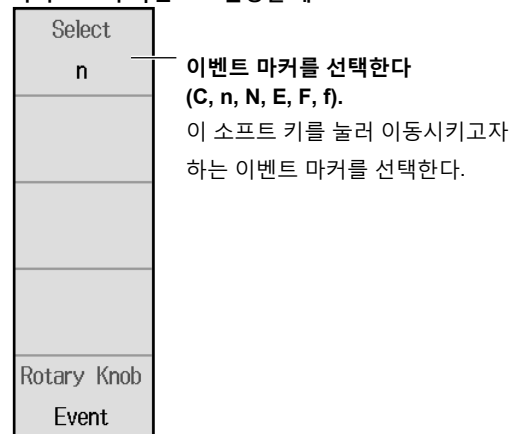 Select
n
이벤트 마커를 선택한다
(C, n, N, E, F, f).
이 소프트 키를 눌러 이동시키고자
하는 이벤트 마커를 선택한다.
Rotary Knob
Event